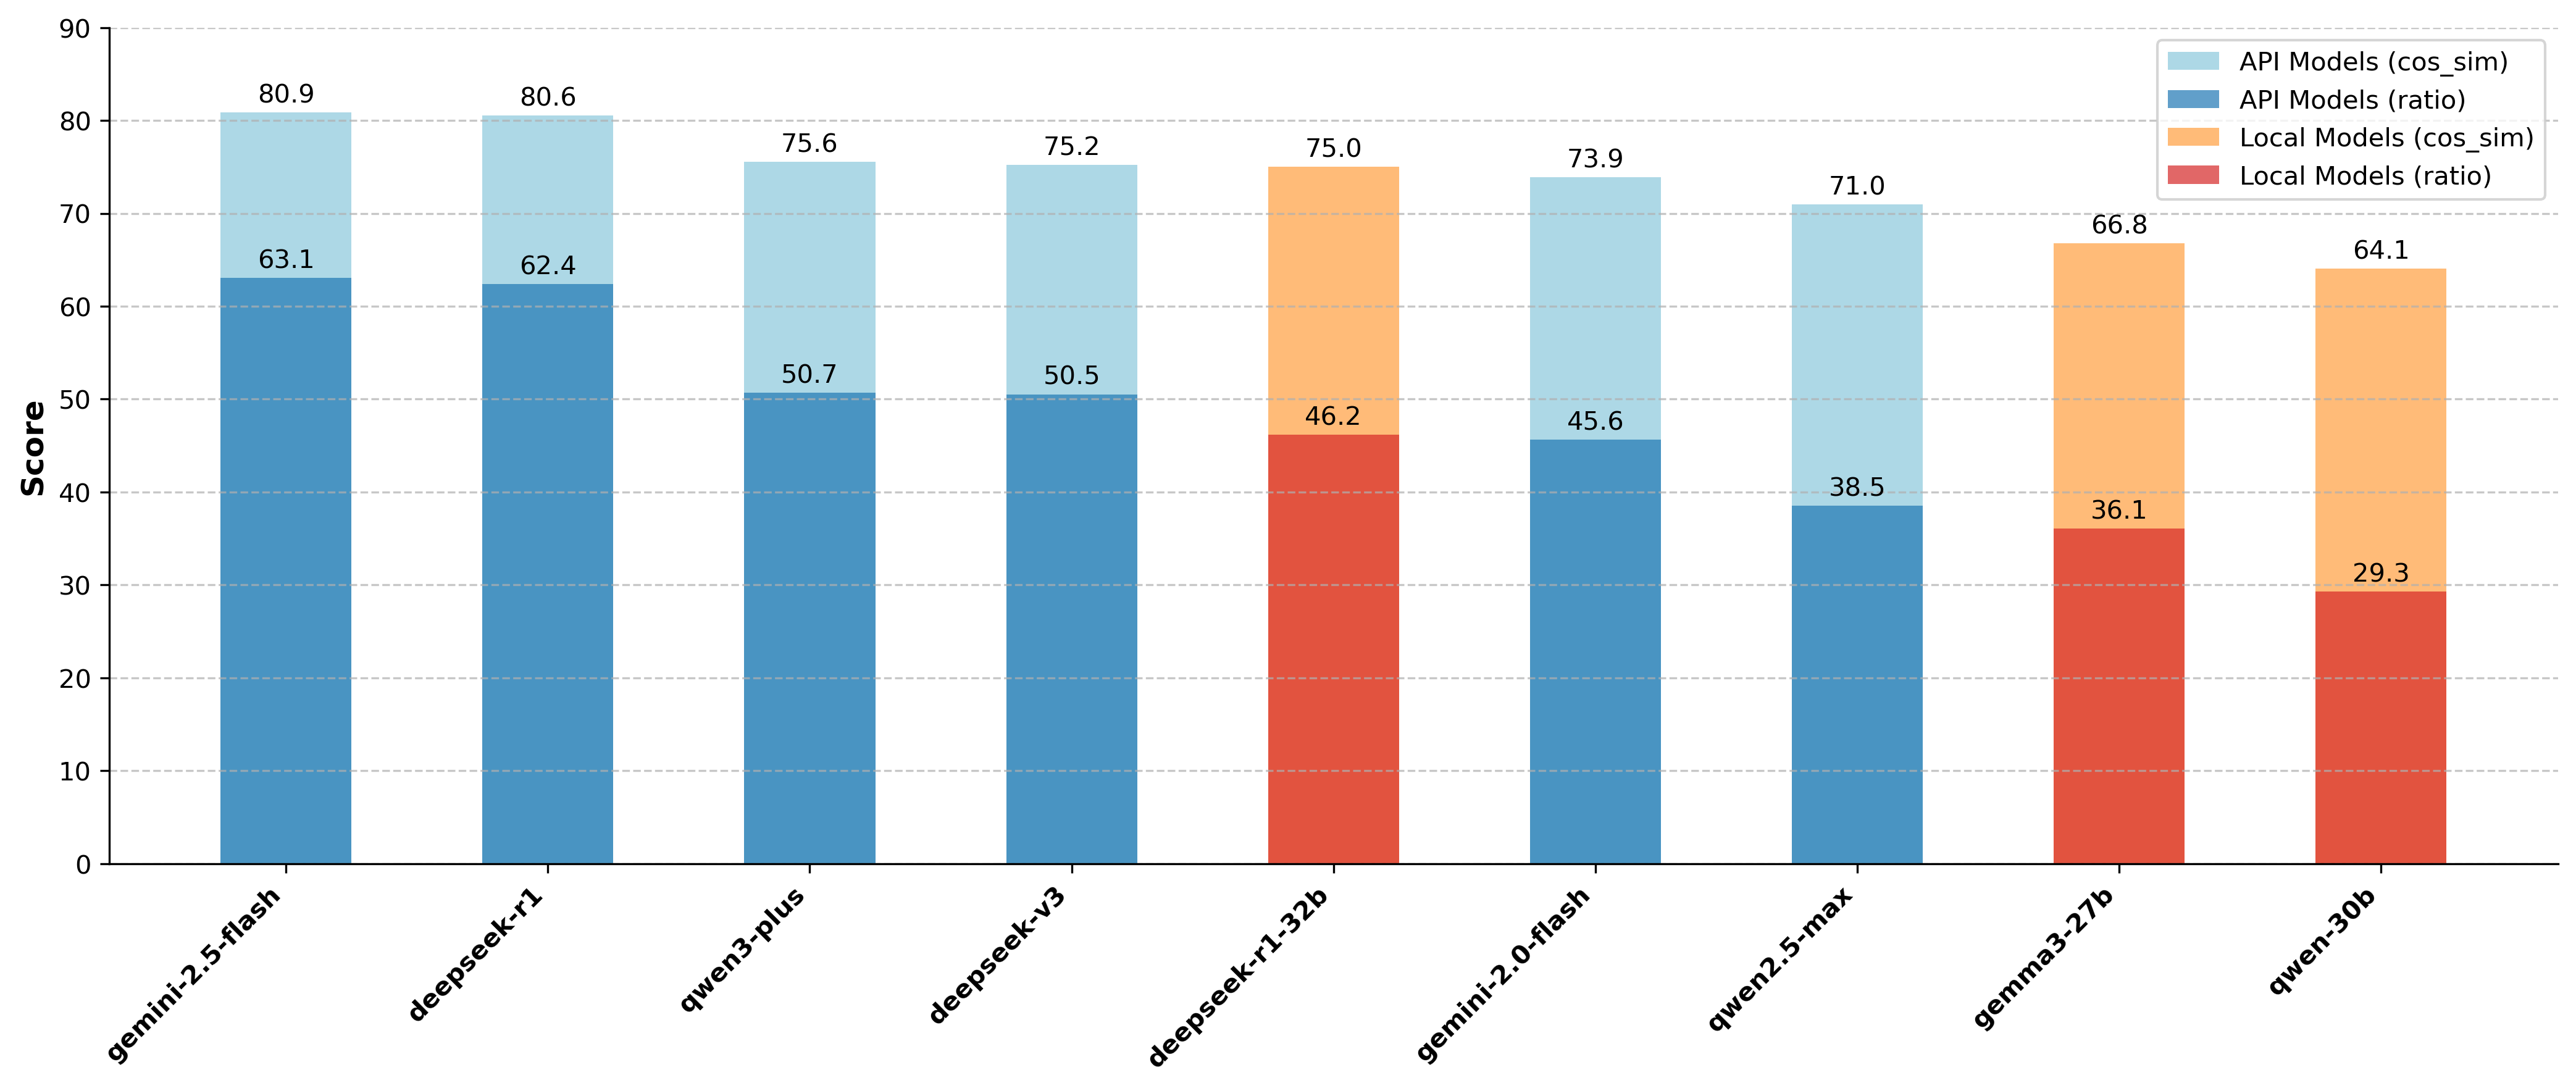 Score
90
80
70
60
50
40
30
20
10
0
80.9
63.1
80.6
62.4
75.6
50.7
75.2
50.5
75.0
46.2
73.9
45.6
71.0
38.5
66.8
36.1
64.1
29.3
API Models (cos_sim)
API Models (ratio)
Local Models (cos_sim)
Local Models (ratio)
gemini-2.5-flash
deepseek-r1
qwen3-plus
deepseek-v3
deepseek-r1-32b
gemini-2.0-flash
qwen2.5-max
gemma3-27b
qwen-30b